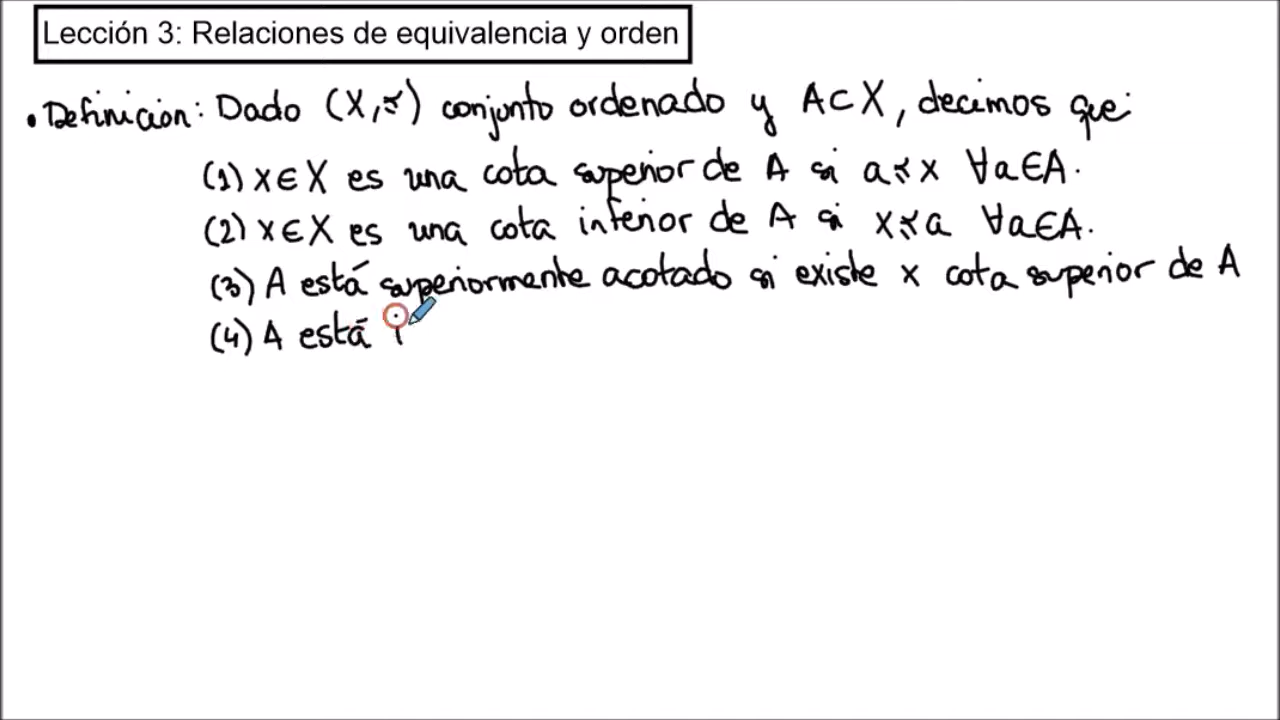 Lección 3: Relaciones de equivalencia y orden
• Definición: Dado (X,≼) conjunto ordenado y A⊂X, decimos que:
(1) x∈X es una cota superior de A si a≼x ∀a∈A.
(2) x∈X es una cota inferior de A si x≼a ∀a∈A.
(3) A está superiormente acotado si existe x cota superior de A
(4) A está